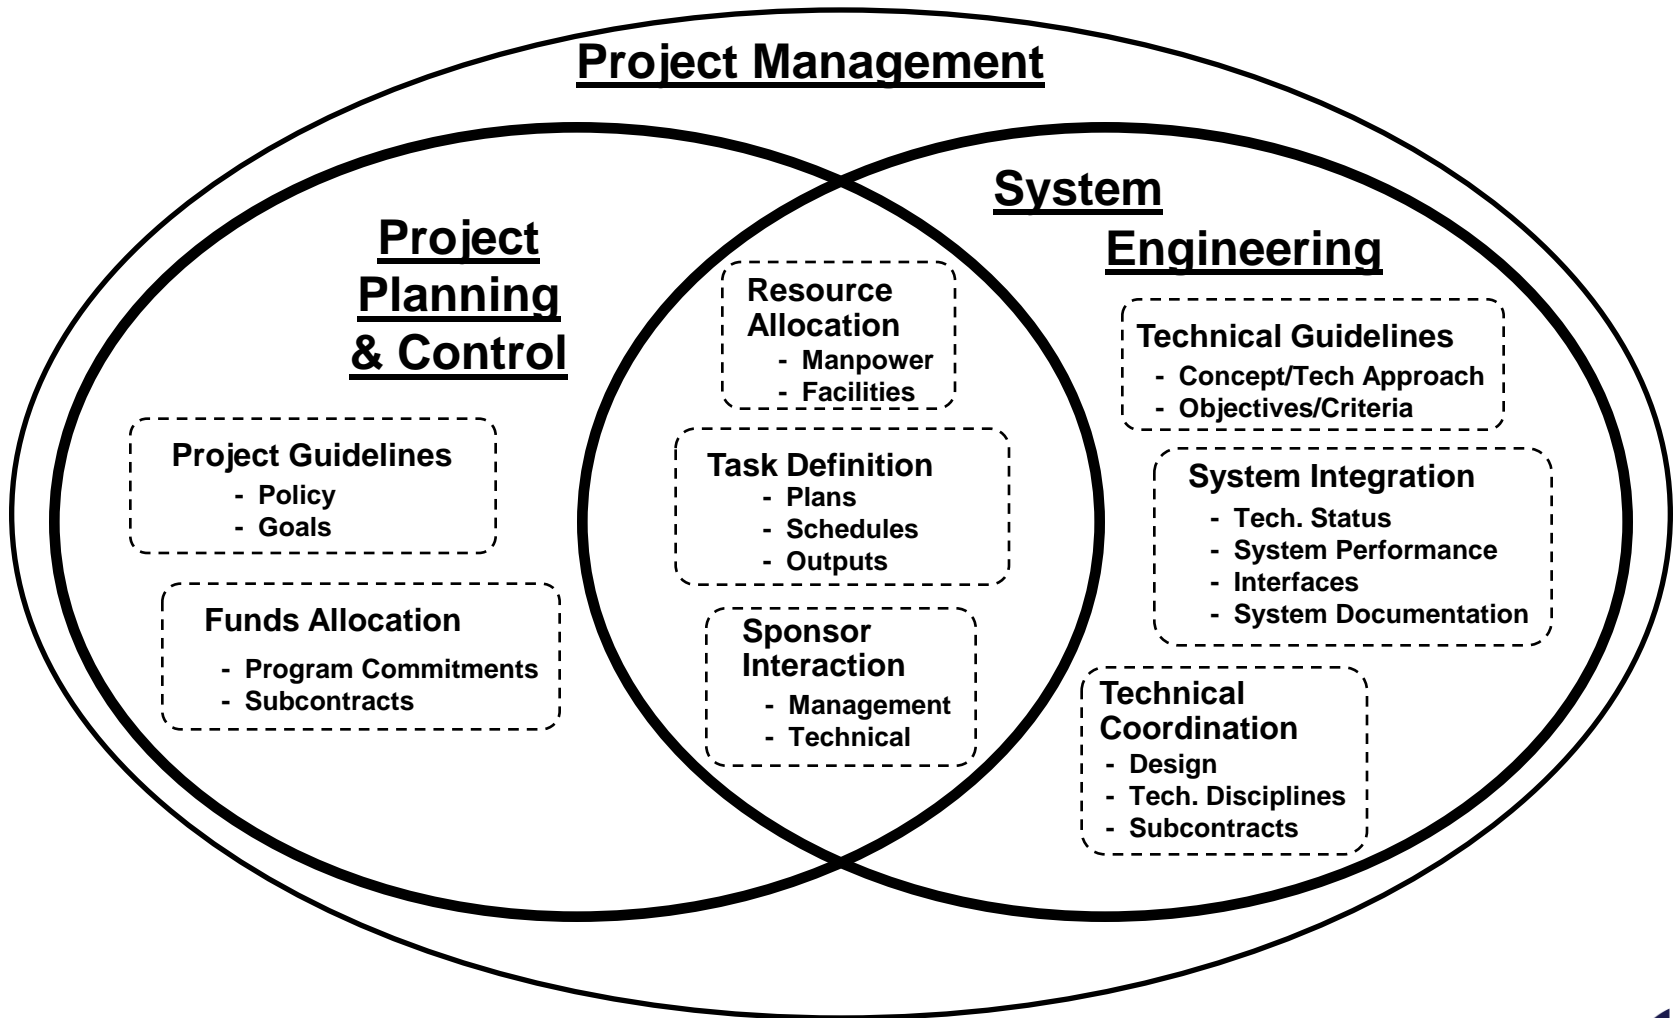 Project Management
Project
Planning
& Control
Project Guidelines
- Policy
- Goals
Funds Allocation
- Program Commitments
- Subcontracts
Resource
Allocation
- Manpower
- Facilities
Task Definition
- Plans
- Schedules
- Outputs
Sponsor
Interaction
- Management
- Technical
System
Engineering
Technical Guidelines
- Concept/Tech Approach
- Objectives/Criteria
System Integration
- Tech. Status
- System Performance
- Interfaces
- System Documentation
Technical
Coordination
- Design
- Tech. Disciplines
- Subcontracts